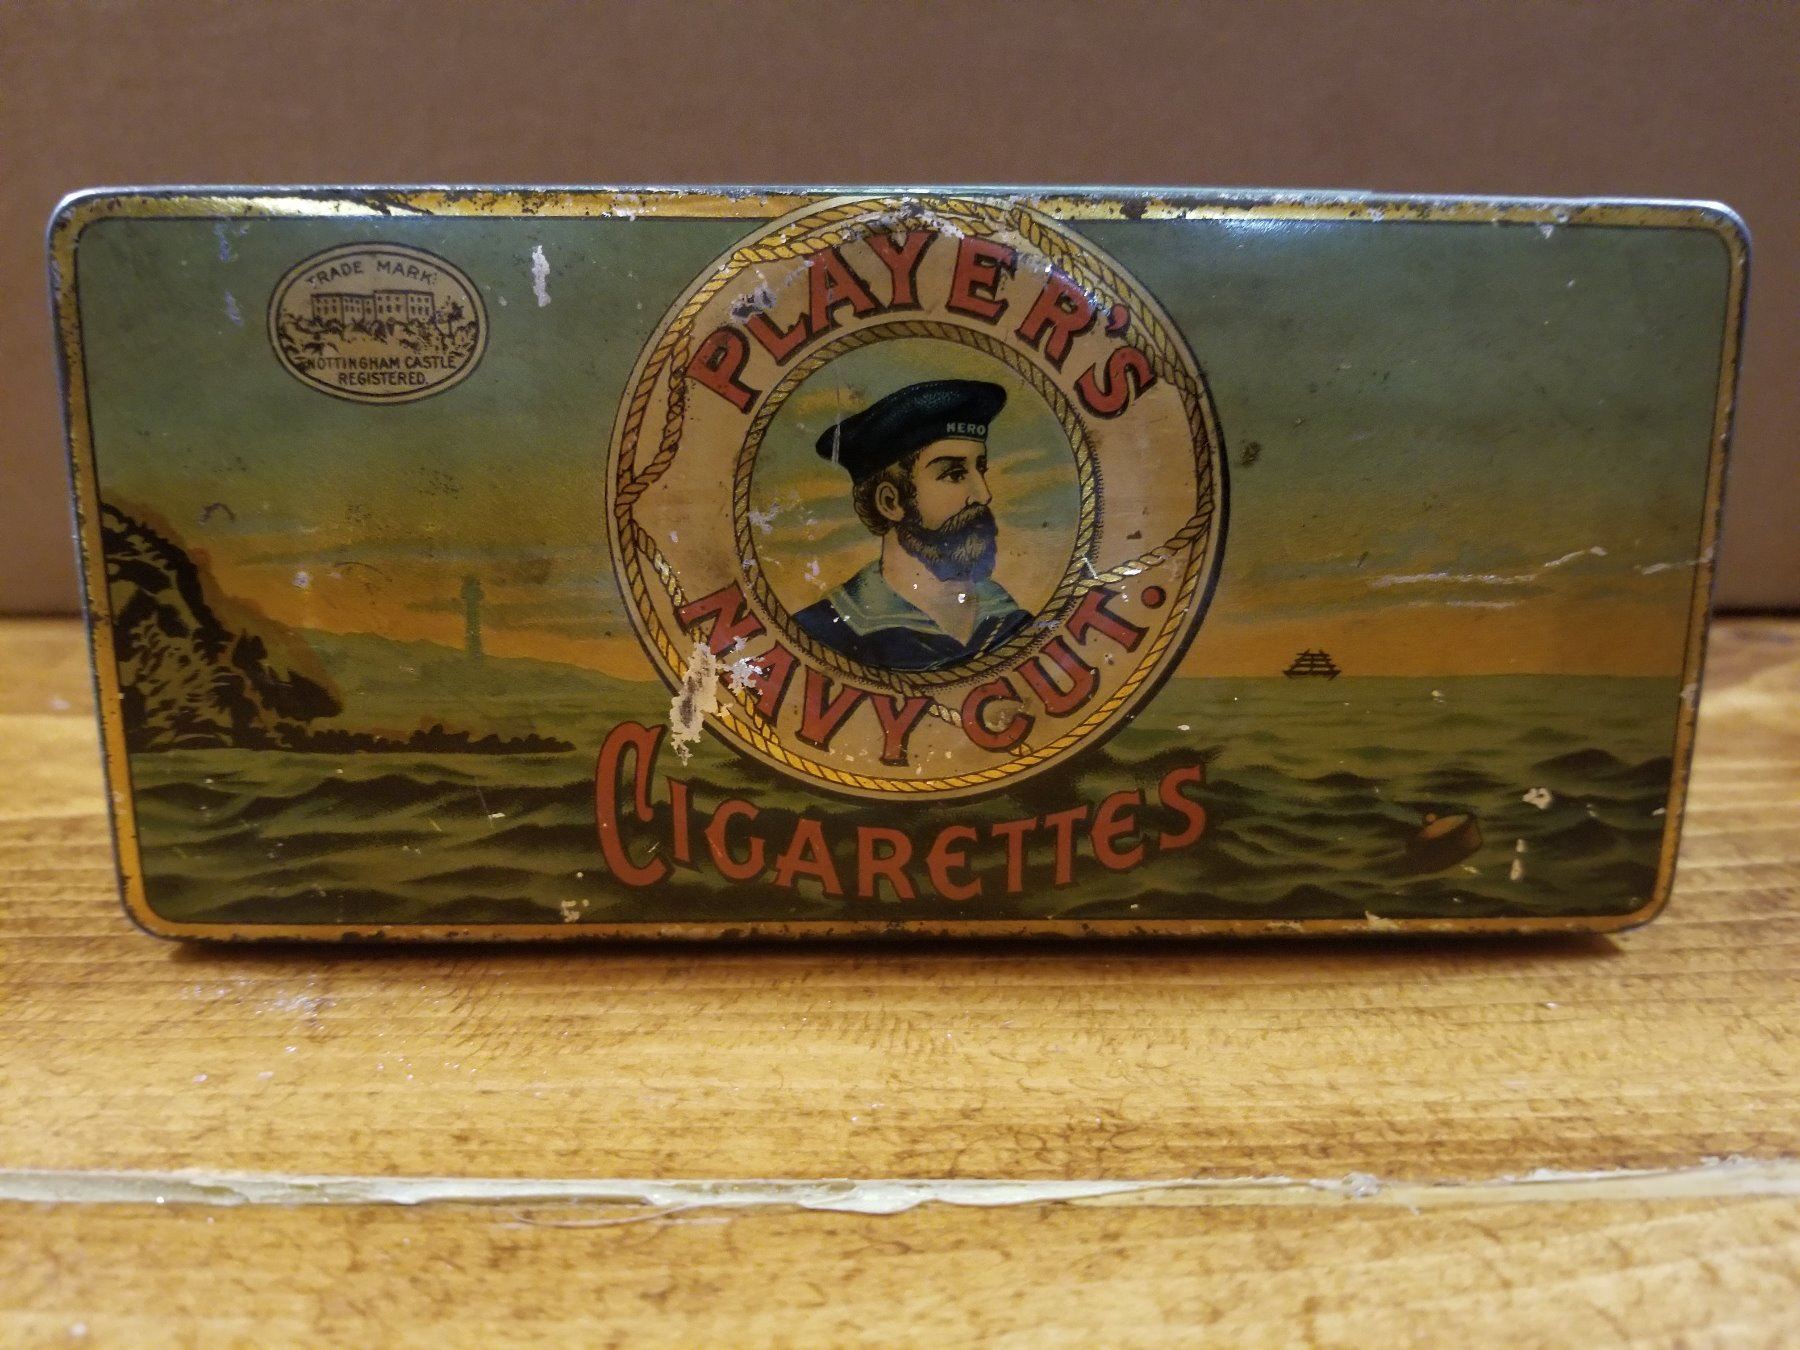 TRADE MARK.
NOTTINGHAM CASTLE
REGISTERED.
PLAYER'S
HERO
NAVY CUT.
CIGARETTES